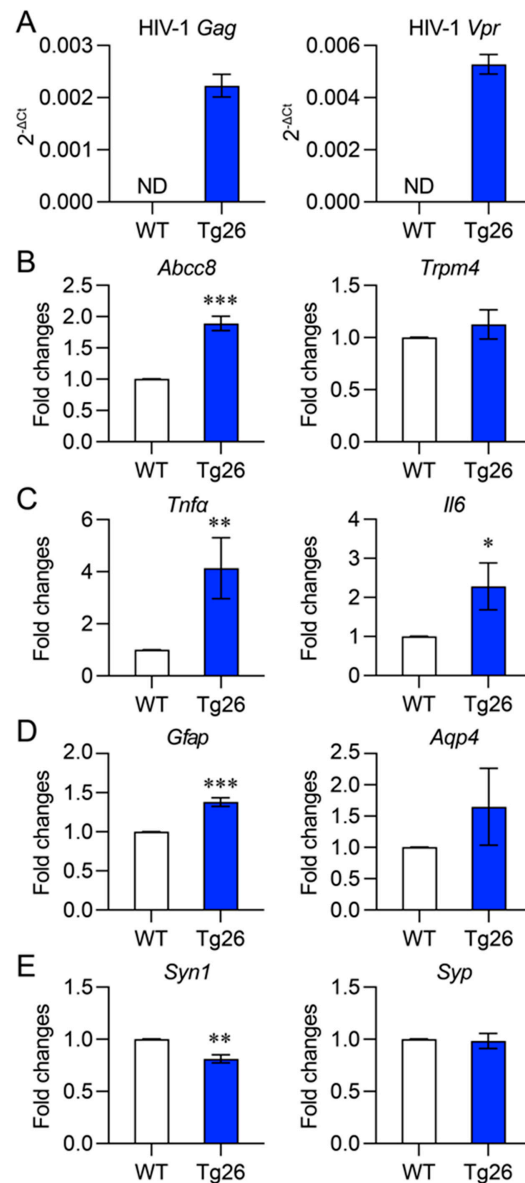 A
HIV-1 Gag
HIV-1 Vpr
2-ΔCt
0.003
0.002
0.001
0.000
ND
WT
Tg26
2-ΔCt
0.006
0.004
0.002
0.000
ND
WT
Tg26
B
Abcc8
Trpm4
Fold changes
2.5
2.0
1.5
1.0
0.5
0.0
***
WT
Tg26
Fold changes
1.5
1.0
0.5
0.0
WT
Tg26
C
Tnfα
Il6
Fold changes
6
4
2
0
**
WT
Tg26
Fold changes
4
3
2
1
0
*
WT
Tg26
D
Gfap
Aqp4
Fold changes
2.0
1.5
1.0
0.5
0.0
***
WT
Tg26
Fold changes
2.5
2.0
1.5
1.0
0.5
0.0
WT
Tg26
E
Syn1
Syp
Fold changes
1.5
1.0
0.5
0.0
**
WT
Tg26
Fold changes
1.5
1.0
0.5
0.0
WT
Tg26